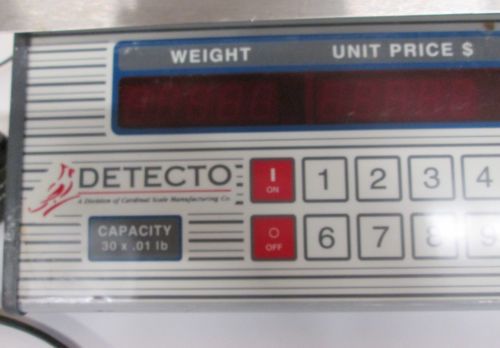 WEIGHT UNIT PRICE $
DETECTO
A Division of Cardinal Scale Manufacturing Co.
I ON 1 2 3 4
CAPACITY
30 x .01 lb
O OFF 6 7 8 9